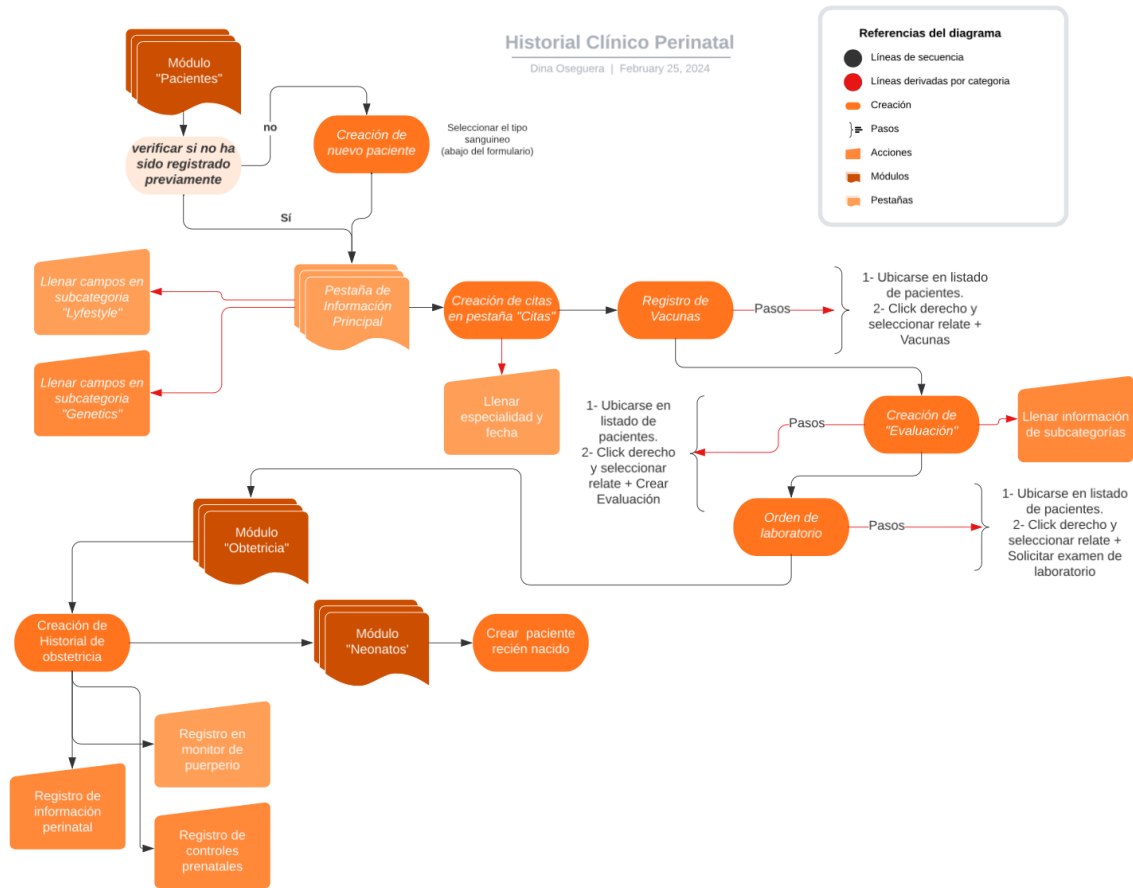 Historial Clínico Perinatal
Dina Oseguera | February 25, 2024
Referencias del diagrama
Líneas de secuencia
Líneas derivadas por categoria
Creación
Pasos
Acciones
Módulos
Pestañas
Módulo
"Pacientes"
no
verificar si no ha
sido registrado
previamente
Creación de
nuevo paciente
Seleccionar el tipo
sanguineo
(abajo del formulario)
Sí
Llenar campos en
subcategoria
"Lyfestyle"
Pestaña de
Información
Principal
Creación de citas
en pestaña "Citas"
Registro de
Vacunas
Pasos
1- Ubicarse en listado
de pacientes.
2- Click derecho y
seleccionar relate +
Vacunas
Llenar campos en
subcategoria
"Genetics"
Llenar
especialidad y
fecha
1- Ubicarse en
listado de
pacientes.
2- Click derecho
y seleccionar
relate + Crear
Evaluación
Pasos
Creación de
"Evaluación"
Llenar información
de subcategorías
Orden de
laboratorio
Pasos
1- Ubicarse en listado
de pacientes.
2- Click derecho y
seleccionar relate +
Solicitar examen de
laboratorio
Módulo
"Obtetricia"
Creación de
Historial de
obstetricia
Módulo
"Neonatos'
Crear paciente
recién nacido
Registro en
monitor de
puerperio
Registro de
información
perinatal
Registro de
controles
prenatales